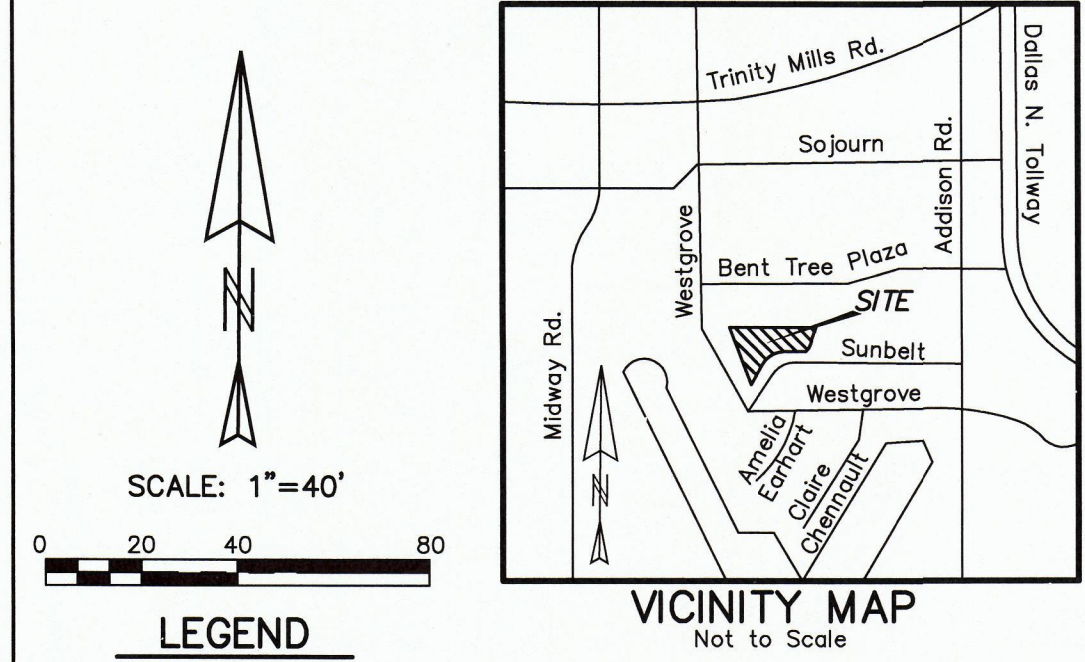 N
SCALE: 1"=40'
0 20 40 80
LEGEND
Trinity Mills Rd.
Dallas N. Tollway
Sojourn
Addison Rd.
Westgrove
Bent Tree Plaza
SITE
Midway Rd.
Sunbelt
Westgrove
Amelia
Earhart
Claire
Chennault
N
VICINITY MAP
Not to Scale